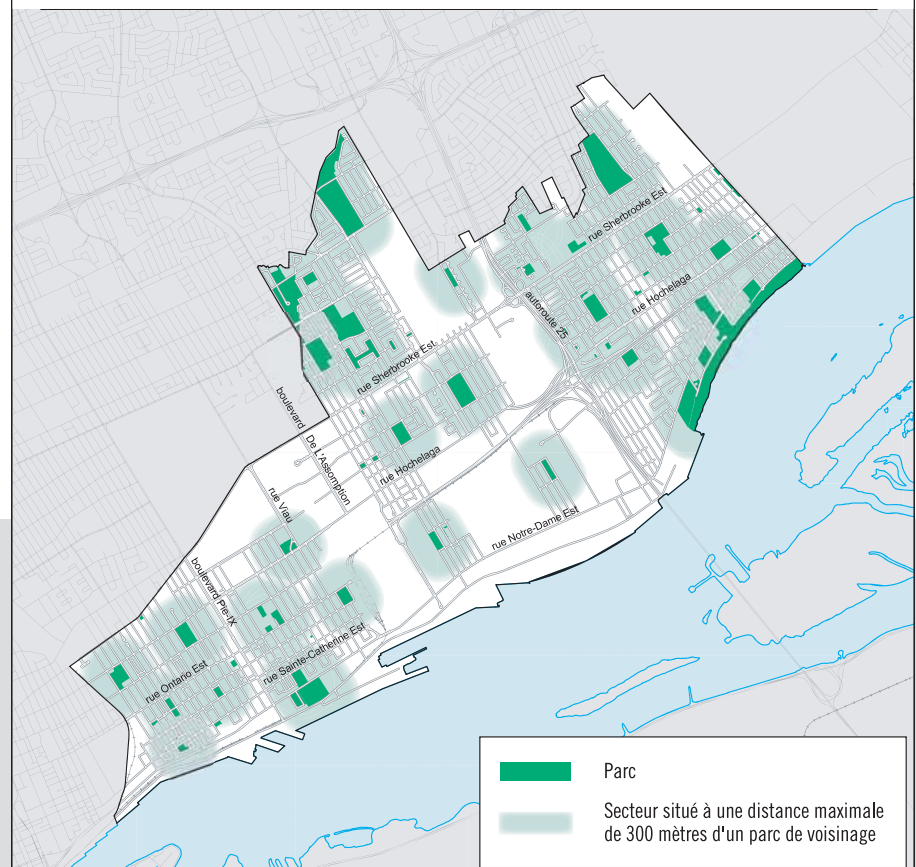 rue Sherbrooke Est
rue Hochelaga
autoroute 25
rue Sherbrooke Est
boulevard De L'Assomption
rue Hochelaga
rue Viau
rue Notre-Dame Est
boulevard Pie-IX
rue Sainte-Catherine Est
rue Ontario Est
Parc
Secteur situé à une distance maximale
de 300 mètres d'un parc de voisinage